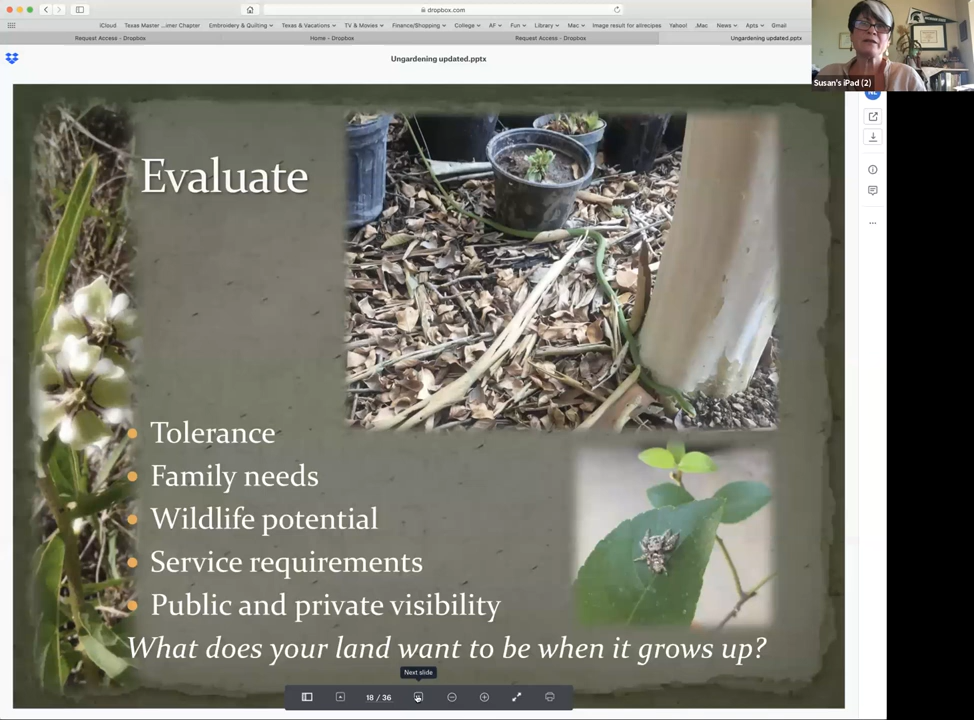 dropbox.com
iCloud
Texas Master ...imer Chapter
Embroidery & Quilting
Texas & Vacations
TV & Movies
Finance/Shopping
College
AF
Fun
Library
Mac
Image result for allrecipes
Yahoo!
.Mac
News
Apts
Gmail
Request Access - Dropbox
Home - Dropbox
Request Access - Dropbox
Ungardening updated.pptx
Ungardening updated.pptx
Susan's iPad (2)
Evaluate
Tolerance
Family needs
Wildlife potential
Service requirements
Public and private visibility
What does your land want to be when it grows up?
Next slide
18 / 36